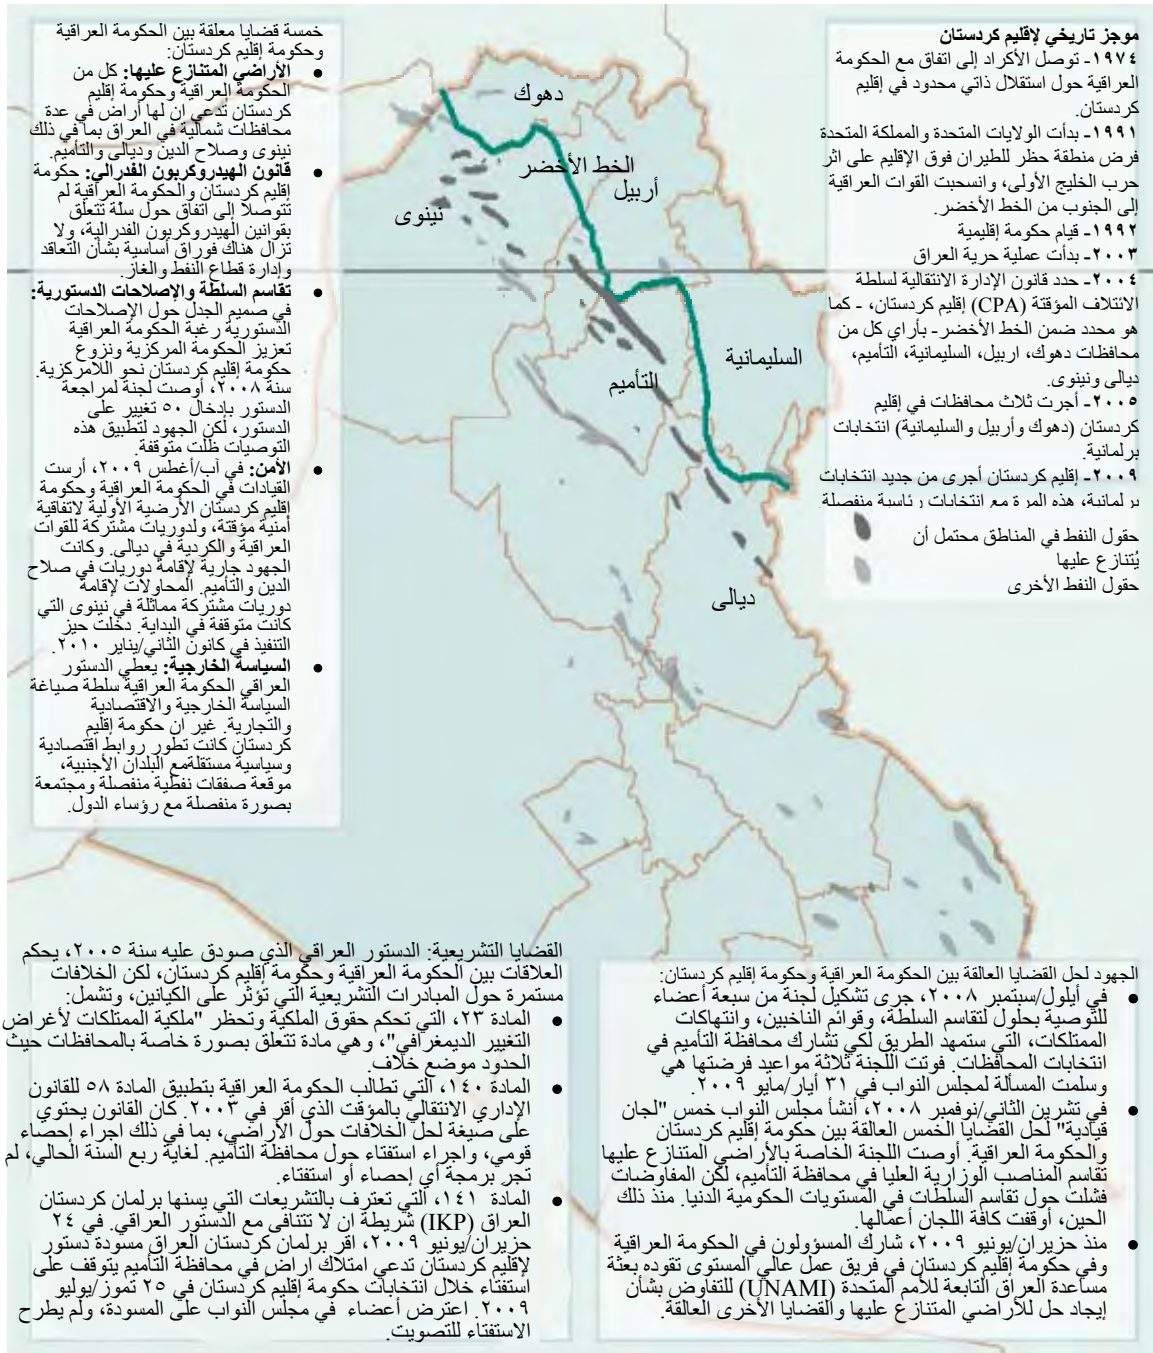 موجز تاريخي لإقليم كردستان
١٩٧٤- توصل الأكراد إلى اتفاق مع الحكومة
العراقية حول استقلال ذاتي محدود في إقليم
كردستان.
١٩٩١- بدأت الولايات المتحدة والمملكة المتحدة
فرض منطقة حظر للطيران فوق الإقليم على اثر
حرب الخليج الأولى، وانسحبت القوات العراقية
إلى الجنوب من الخط الأخضر.
١٩٩٢- قيام حكومة إقليمية
٢٠٠٣- بدأت عملية حرية العراق
٢٠٠٤- حدد قانون الإدارة الانتقالية لسلطة
الائتلاف المؤقتة (CPA) إقليم كردستان، - كما
هو محدد ضمن الخط الأخضر- بأراي كل من
محافظات دهوك، اربيل، السليمانية، التأميم،
ديالى ونينوى.
٢٠٠٥- أجرت ثلاث محافظات في إقليم
كردستان (دهوك وأربيل والسليمانية) انتخابات
برلمانية.
٢٠٠٩- إقليم كردستان أجرى من جديد انتخابات
برلمانية، هذه المرة مع انتخابات رئاسية منفصلة
حقول النفط في المناطق محتمل أن
يُتنازع عليها
حقول النفط الأخرى
دهوك
الخط الأخضر
أربيل
نينوى
السليمانية
التأميم
ديالى
خمسة قضايا معلقة بين الحكومة العراقية
وحكومة إقليم كردستان:
• الأراضي المتنازع عليها: كل من
الحكومة العراقية وحكومة إقليم
كردستان تدعي ان لها أراض في عدة
محافظات شمالية في العراق بما في ذلك
نينوى وصلاح الدين وديالى والتأميم.
• قانون الهيدروكربون الفدرالي: حكومة
إقليم كردستان والحكومة العراقية لم
تتوصلا إلى اتفاق حول سلّة تتعلق
بقوانين الهيدروكربون الفدرالية، ولا
تزال هناك فوراق أساسية بشأن التعاقد
وإدارة قطاع النفط والغاز.
• تقاسم السلطة والإصلاحات الدستورية:
في صميم الجدل حول الإصلاحات
الدستورية رغبة الحكومة العراقية
تعزيز الحكومة المركزية ونزوع
حكومة إقليم كردستان نحو اللامركزية.
سنة ٢٠٠٨، أوصت لجنة لمراجعة
الدستور بإدخال ٥٠ تغيير على
الدستور، لكن الجهود لتطبيق هذه
التوصيات ظلت متوقفة.
• الأمن: في آب/أغطس ٢٠٠٩، أرست
القيادات في الحكومة العراقية وحكومة
إقليم كردستان الأرضية الأولية لاتفاقية
أمنية مؤقتة، ولدوريات مشتركة للقوات
العراقية والكردية في ديالى. وكانت
الجهود جارية لإقامة دوريات في صلاح
الدين والتأميم. المحاولات لإقامة
دوريات مشتركة مماثلة في نينوى التي
كانت متوقفة في البداية. دخلت حيز
التنفيذ في كانون الثاني/يناير ٢٠١٠.
• السياسة الخارجية: يعطي الدستور
العراقي الحكومة العراقية سلطة صياغة
السياسة الخارجية والاقتصادية
والتجارية. غير ان حكومة إقليم
كردستان كانت تطور روابط اقتصادية
وسياسية مستقلةمع البلدان الأجنبية،
موقعة صفقات نفطية منفصلة ومجتمعة
بصورة منفصلة مع رؤساء الدول.
الجهود لحل القضايا العالقة بين الحكومة العراقية وحكومة إقليم كردستان:
• في أيلول/سبتمبر ٢٠٠٨، جرى تشكيل لجنة من سبعة أعضاء
للتوصية بحلول لتقاسم السلطة، وقوائم الناخبين، وانتهاكات
الممتلكات، التي ستمهد الطريق لكي تشارك محافظة التأميم في
انتخابات المحافظات. فوتت اللجنة ثلاثة مواعيد فرضتها هي
وسلمت المسألة لمجلس النواب في ٣١ أيار/مايو ٢٠٠٩.
• في تشرين الثاني/نوفمبر ٢٠٠٨، أنشأ مجلس النواب خمس "لجان
قيادية" لحل القضايا الخمس العالقة بين حكومة إقليم كردستان
والحكومة العراقية. أوصت اللجنة الخاصة بالأراضي المتنازع عليها
تقاسم المناصب الوزارية العليا في محافظة التأميم، لكن المفاوضات
فشلت حول تقاسم السلطات في المستويات الحكومية الدنيا. منذ ذلك
الحين، أوقفت كافة اللجان أعمالها.
• منذ حزيران/يونيو ٢٠٠٩، شارك المسؤولون في الحكومة العراقية
وفي حكومة إقليم كردستان في فريق عمل عالي المستوى تقوده بعثة
مساعدة العراق التابعة للأمم المتحدة (UNAMI) للتفاوض بشأن
إيجاد حل للأراضي المتنازع عليها والقضايا الأخرى العالقة.
القضايا التشريعية: الدستور العراقي الذي صودق عليه سنة ٢٠٠٥، يحكم
العلاقات بين الحكومة العراقية وحكومة إقليم كردستان، لكن الخلافات
مستمرة حول المبادرات التشريعية التي تؤثر على الكيانين، وتشمل:
• المادة ٢٣، التي تحكم حقوق الملكية وتحظر "ملكية الممتلكات لأغراض
التغيير الديمغرافي"، وهي مادة تتعلق بصورة خاصة بالمحافظات حيث
الحدود موضع خلاف.
• المادة ١٤٠، التي تطالب الحكومة العراقية بتطبيق المادة ٥٨ للقانون
الإداري الانتقالي بالمؤقت الذي أقر في ٢٠٠٣. كان القانون يحتوي
على صيغة لحل الخلافات حول الأراضي، بما في ذلك اجراء إحصاء
قومي، واجراء استفتاء حول محافظة التأميم. لغاية ربع السنة الحالي، لم
تجر برمجة أي إحصاء أو استفتاء.
• المادة ١٤١، التي تعترف بالتشريعات التي يسنها برلمان كردستان
العراق (IKP) شريطة ان لا تتنافى مع الدستور العراقي. في ٢٤
حزيران/يونيو ٢٠٠٩، اقر برلمان كردستان العراق مسودة دستور
لإقليم كردستان تدعي امتلاك اراض في محافظة التأميم يتوقف على
استفتاء خلال انتخابات حكومة إقليم كردستان في ٢٥ تموز/يوليو
٢٠٠٩. اعترض أعضاء في مجلس النواب على المسودة، ولم يطرح
الاستفتاء للتصويت.